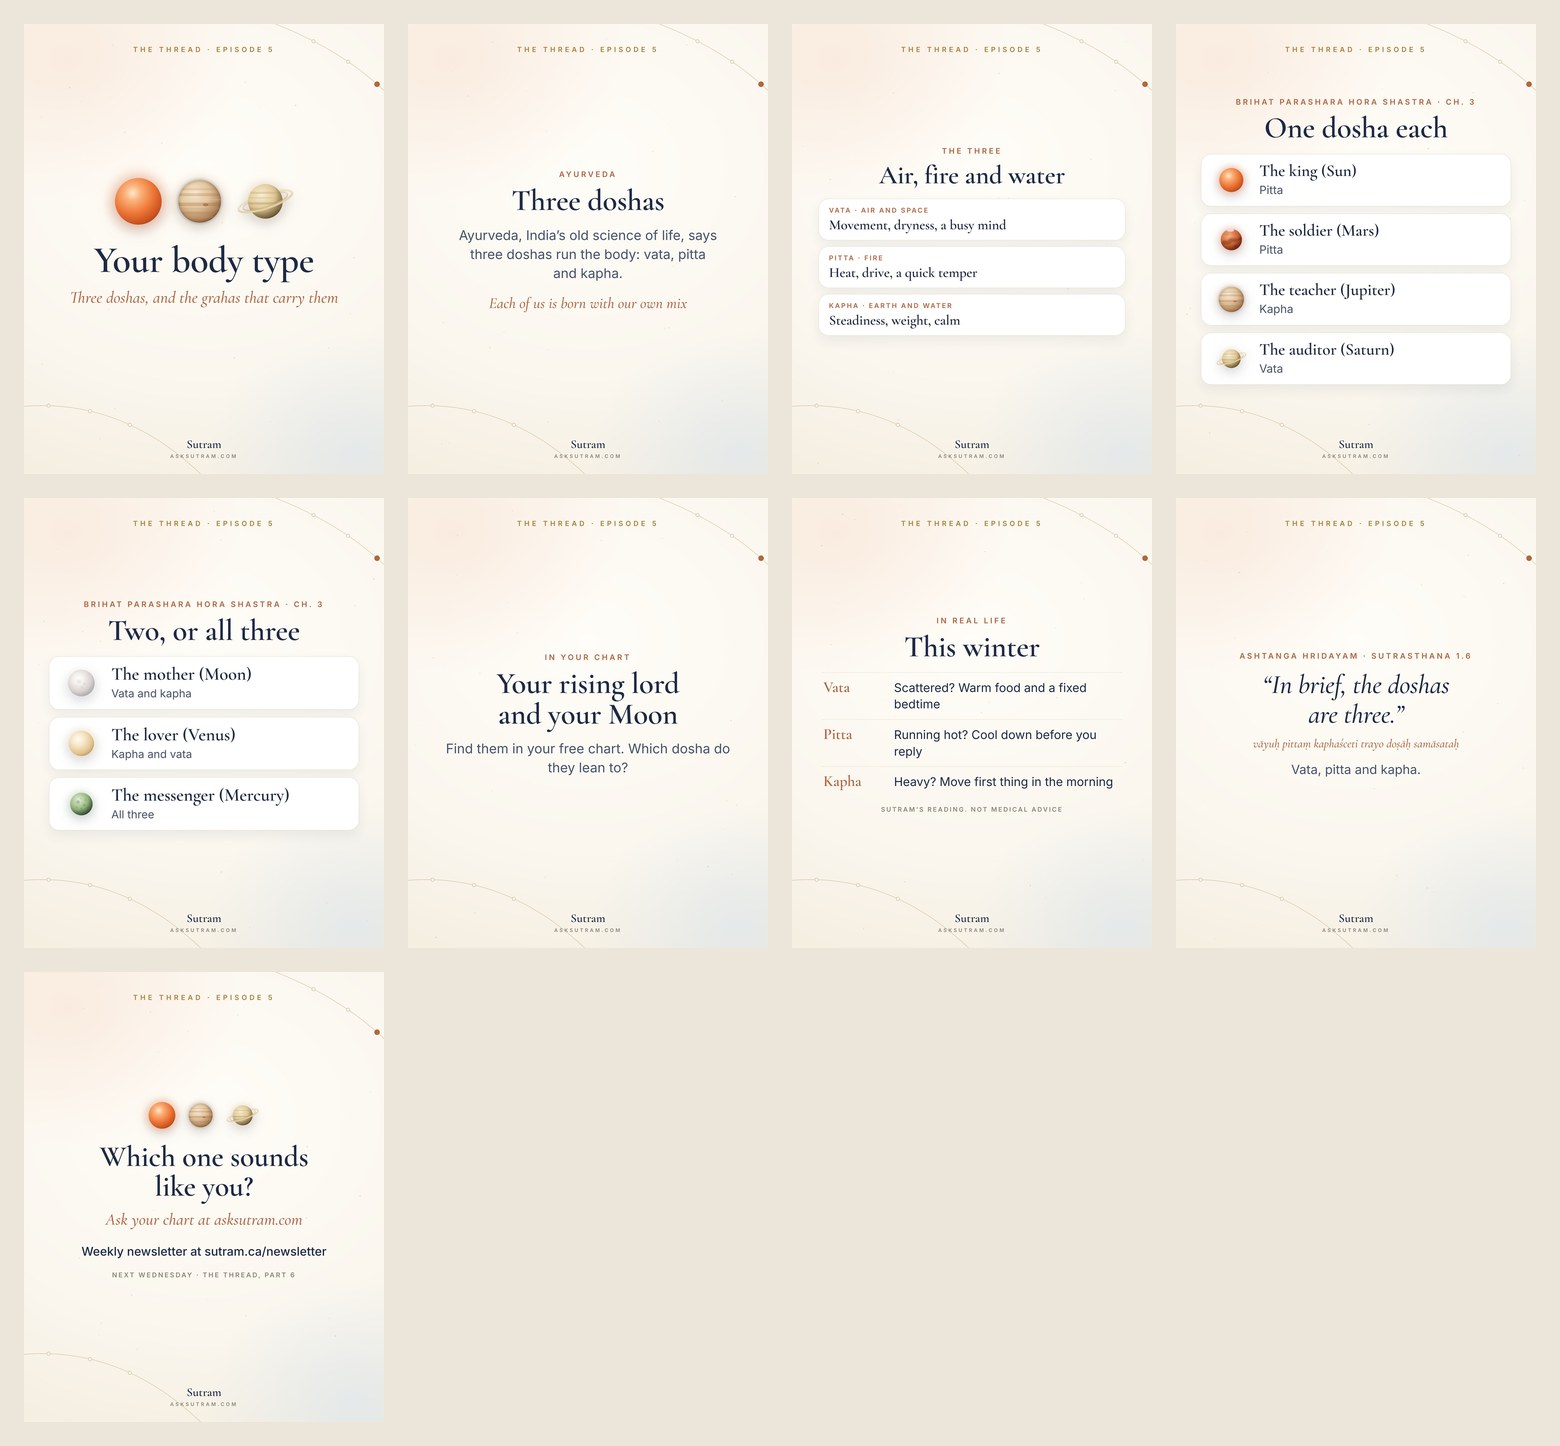 THE THREAD · EPISODE 5
Your body type
Three doshas, and the grahas that carry them
Sutram
ASKSUTRAM.COM
THE THREAD · EPISODE 5
AYURVEDA
Three doshas
Ayurveda, India’s old science of life, says
three doshas run the body: vata, pitta
and kapha.
Each of us is born with our own mix
Sutram
ASKSUTRAM.COM
THE THREAD · EPISODE 5
THE THREE
Air, fire and water
VATA · AIR AND SPACE
Movement, dryness, a busy mind
PITTA · FIRE
Heat, drive, a quick temper
KAPHA · EARTH AND WATER
Steadiness, weight, calm
Sutram
ASKSUTRAM.COM
THE THREAD · EPISODE 5
BRIHAT PARASHARA HORA SHASTRA · CH. 3
One dosha each
The king (Sun)
Pitta
The soldier (Mars)
Pitta
The teacher (Jupiter)
Kapha
The auditor (Saturn)
Vata
Sutram
ASKSUTRAM.COM
THE THREAD · EPISODE 5
BRIHAT PARASHARA HORA SHASTRA · CH. 3
Two, or all three
The mother (Moon)
Vata and kapha
The lover (Venus)
Kapha and vata
The messenger (Mercury)
All three
Sutram
ASKSUTRAM.COM
THE THREAD · EPISODE 5
IN YOUR CHART
Your rising lord
and your Moon
Find them in your free chart. Which dosha do
they lean to?
Sutram
ASKSUTRAM.COM
THE THREAD · EPISODE 5
IN REAL LIFE
This winter
Vata Scattered? Warm food and a fixed
bedtime
Pitta Running hot? Cool down before you
reply
Kapha Heavy? Move first thing in the morning
SUTRAM’S READING. NOT MEDICAL ADVICE
Sutram
ASKSUTRAM.COM
THE THREAD · EPISODE 5
ASHTANGA HRIDAYAM · SUTRASTHANA 1.6
“In brief, the doshas
are three.”
vāyuḥ pittaṃ kaphaśceti trayo doṣāḥ samāsataḥ
Vata, pitta and kapha.
Sutram
ASKSUTRAM.COM
THE THREAD · EPISODE 5
Which one sounds
like you?
Ask your chart at asksutram.com
Weekly newsletter at sutram.ca/newsletter
NEXT WEDNESDAY · THE THREAD, PART 6
Sutram
ASKSUTRAM.COM